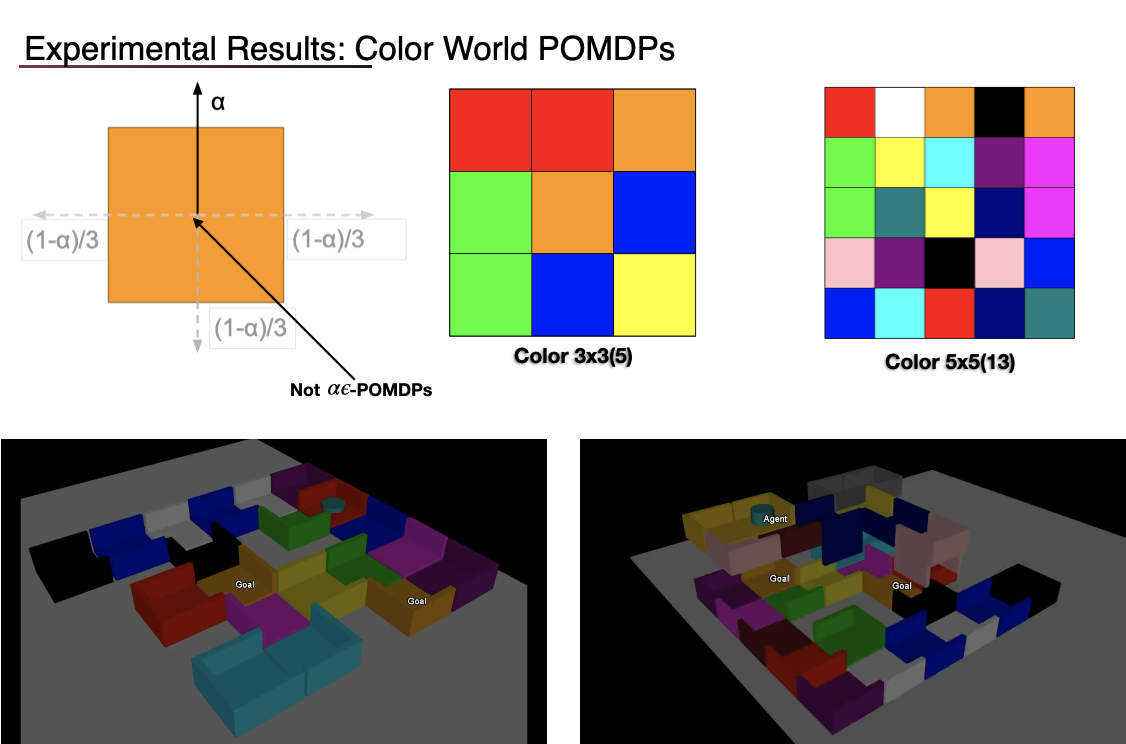 Experimental Results: Color World POMDPs
α
(1-α)/3
(1-α)/3
(1-α)/3
Not αϵ-POMDPs
Color 3x3(5)
Color 5x5(13)
Goal
Goal
Agent
Goal
Goal